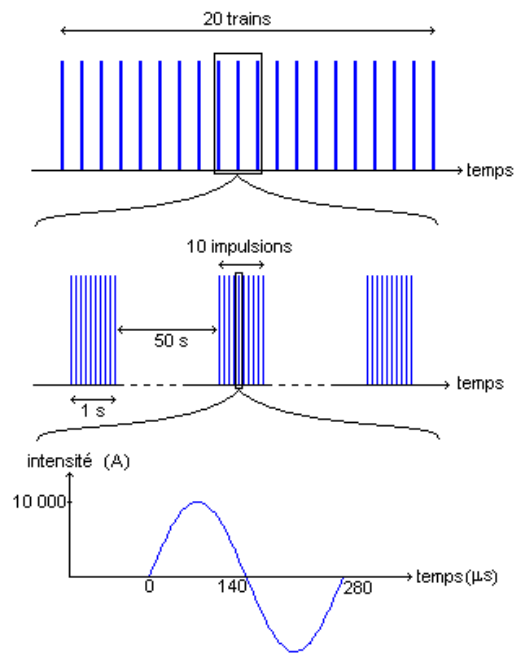 20 trains
temps
10 impulsions
50 s
temps
1 s
intensité (A)
10 000
0 140 280 temps(µs)